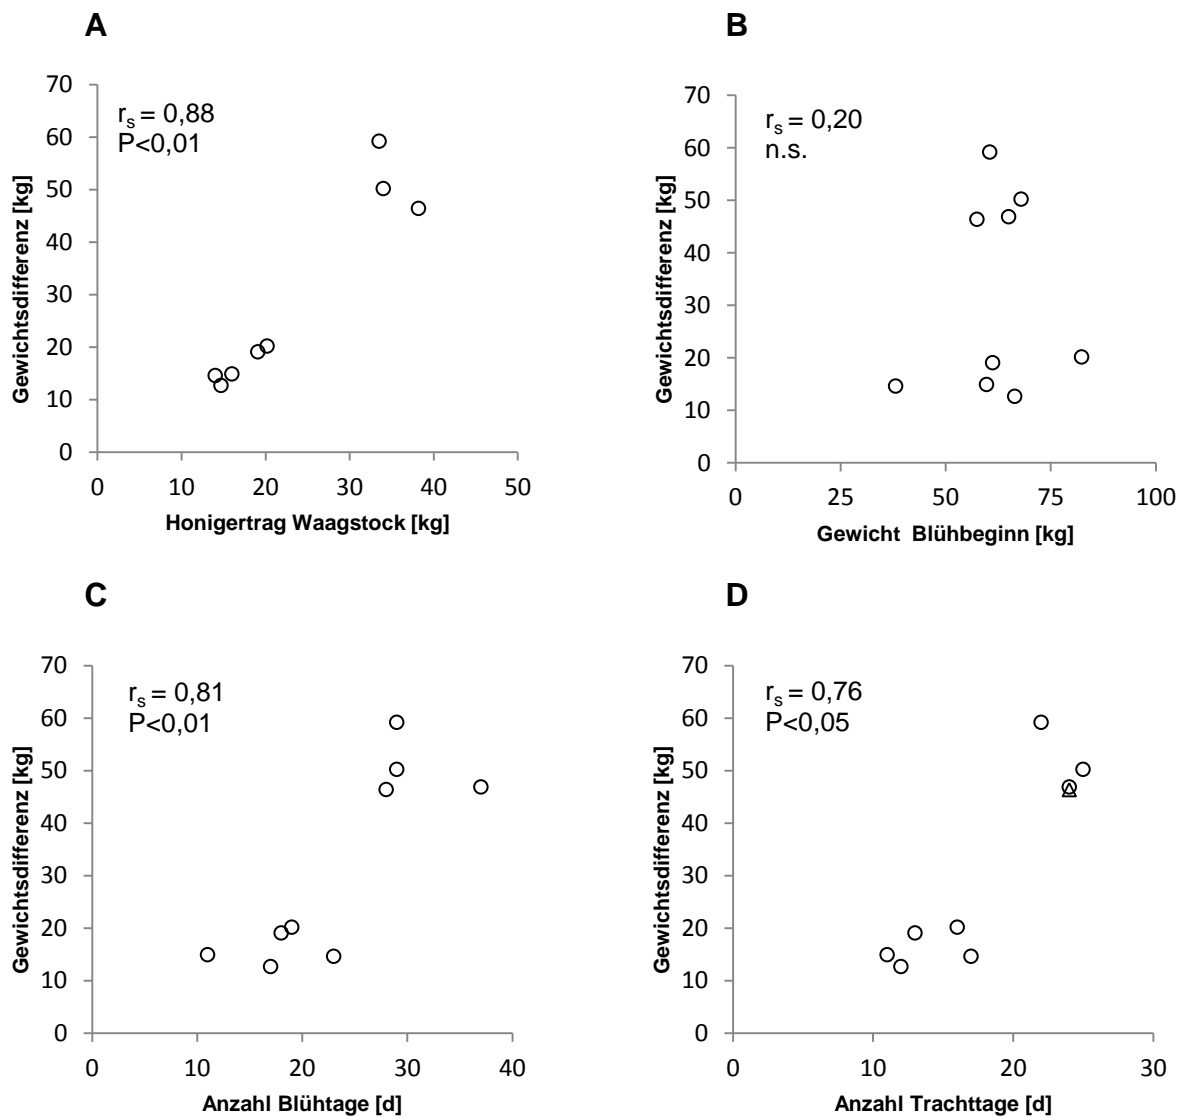 A
Gewichtsdifferenz [kg]
70
60
50
40
30
20
10
0
rs = 0,88
P<0,01
0 10 20 30 40 50
Honigertrag Waagstock [kg]
B
Gewichtsdifferenz [kg]
70
60
50
40
30
20
10
0
rs = 0,20
n.s.
0 25 50 75 100
Gewicht Blühbeginn [kg]
C
Gewichtsdifferenz [kg]
70
60
50
40
30
20
10
0
rs = 0,81
P<0,01
0 10 20 30 40
Anzahl Blühtage [d]
D
Gewichtsdifferenz [kg]
70
60
50
40
30
20
10
0
rs = 0,76
P<0,05
0 10 20 30
Anzahl Trachttage [d]